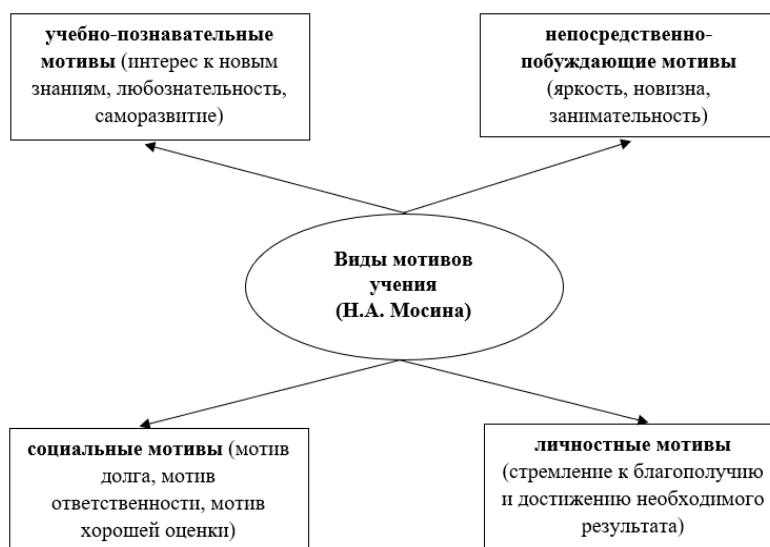 учебно-познавательные
мотивы (интерес к новым
знаниям, любознательность,
саморазвитие)
непосредственно-
побуждающие мотивы
(яркость, новизна,
занимательность)
Виды мотивов
учения
(Н.А. Мосина)
социальные мотивы (мотив
долга, мотив
ответственности, мотив
хорошей оценки)
личностные мотивы
(стремление к благополучию
и достижению необходимого
результата)